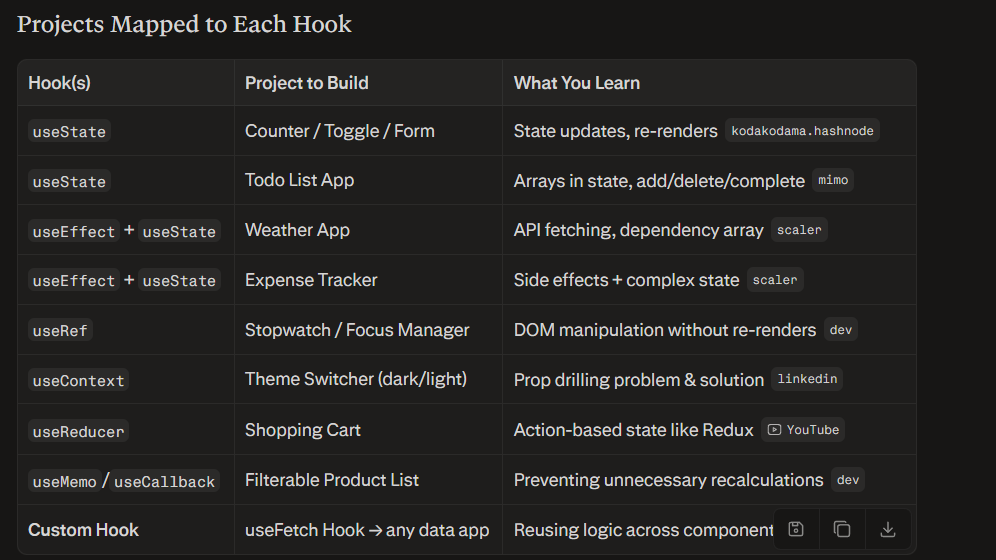 Projects Mapped to Each Hook
Hook(s) Project to Build What You Learn
useState Counter / Toggle / Form State updates, re-renders kodakodama.hashnode
useState Todo List App Arrays in state, add/delete/complete mimo
useEffect + useState Weather App API fetching, dependency array scaler
useEffect + useState Expense Tracker Side effects + complex state scaler
useRef Stopwatch / Focus Manager DOM manipulation without re-renders dev
useContext Theme Switcher (dark/light) Prop drilling problem & solution linkedin
useReducer Shopping Cart Action-based state like Redux YouTube
useMemo / useCallback Filterable Product List Preventing unnecessary recalculations dev
Custom Hook useFetch Hook → any data app Reusing logic across component